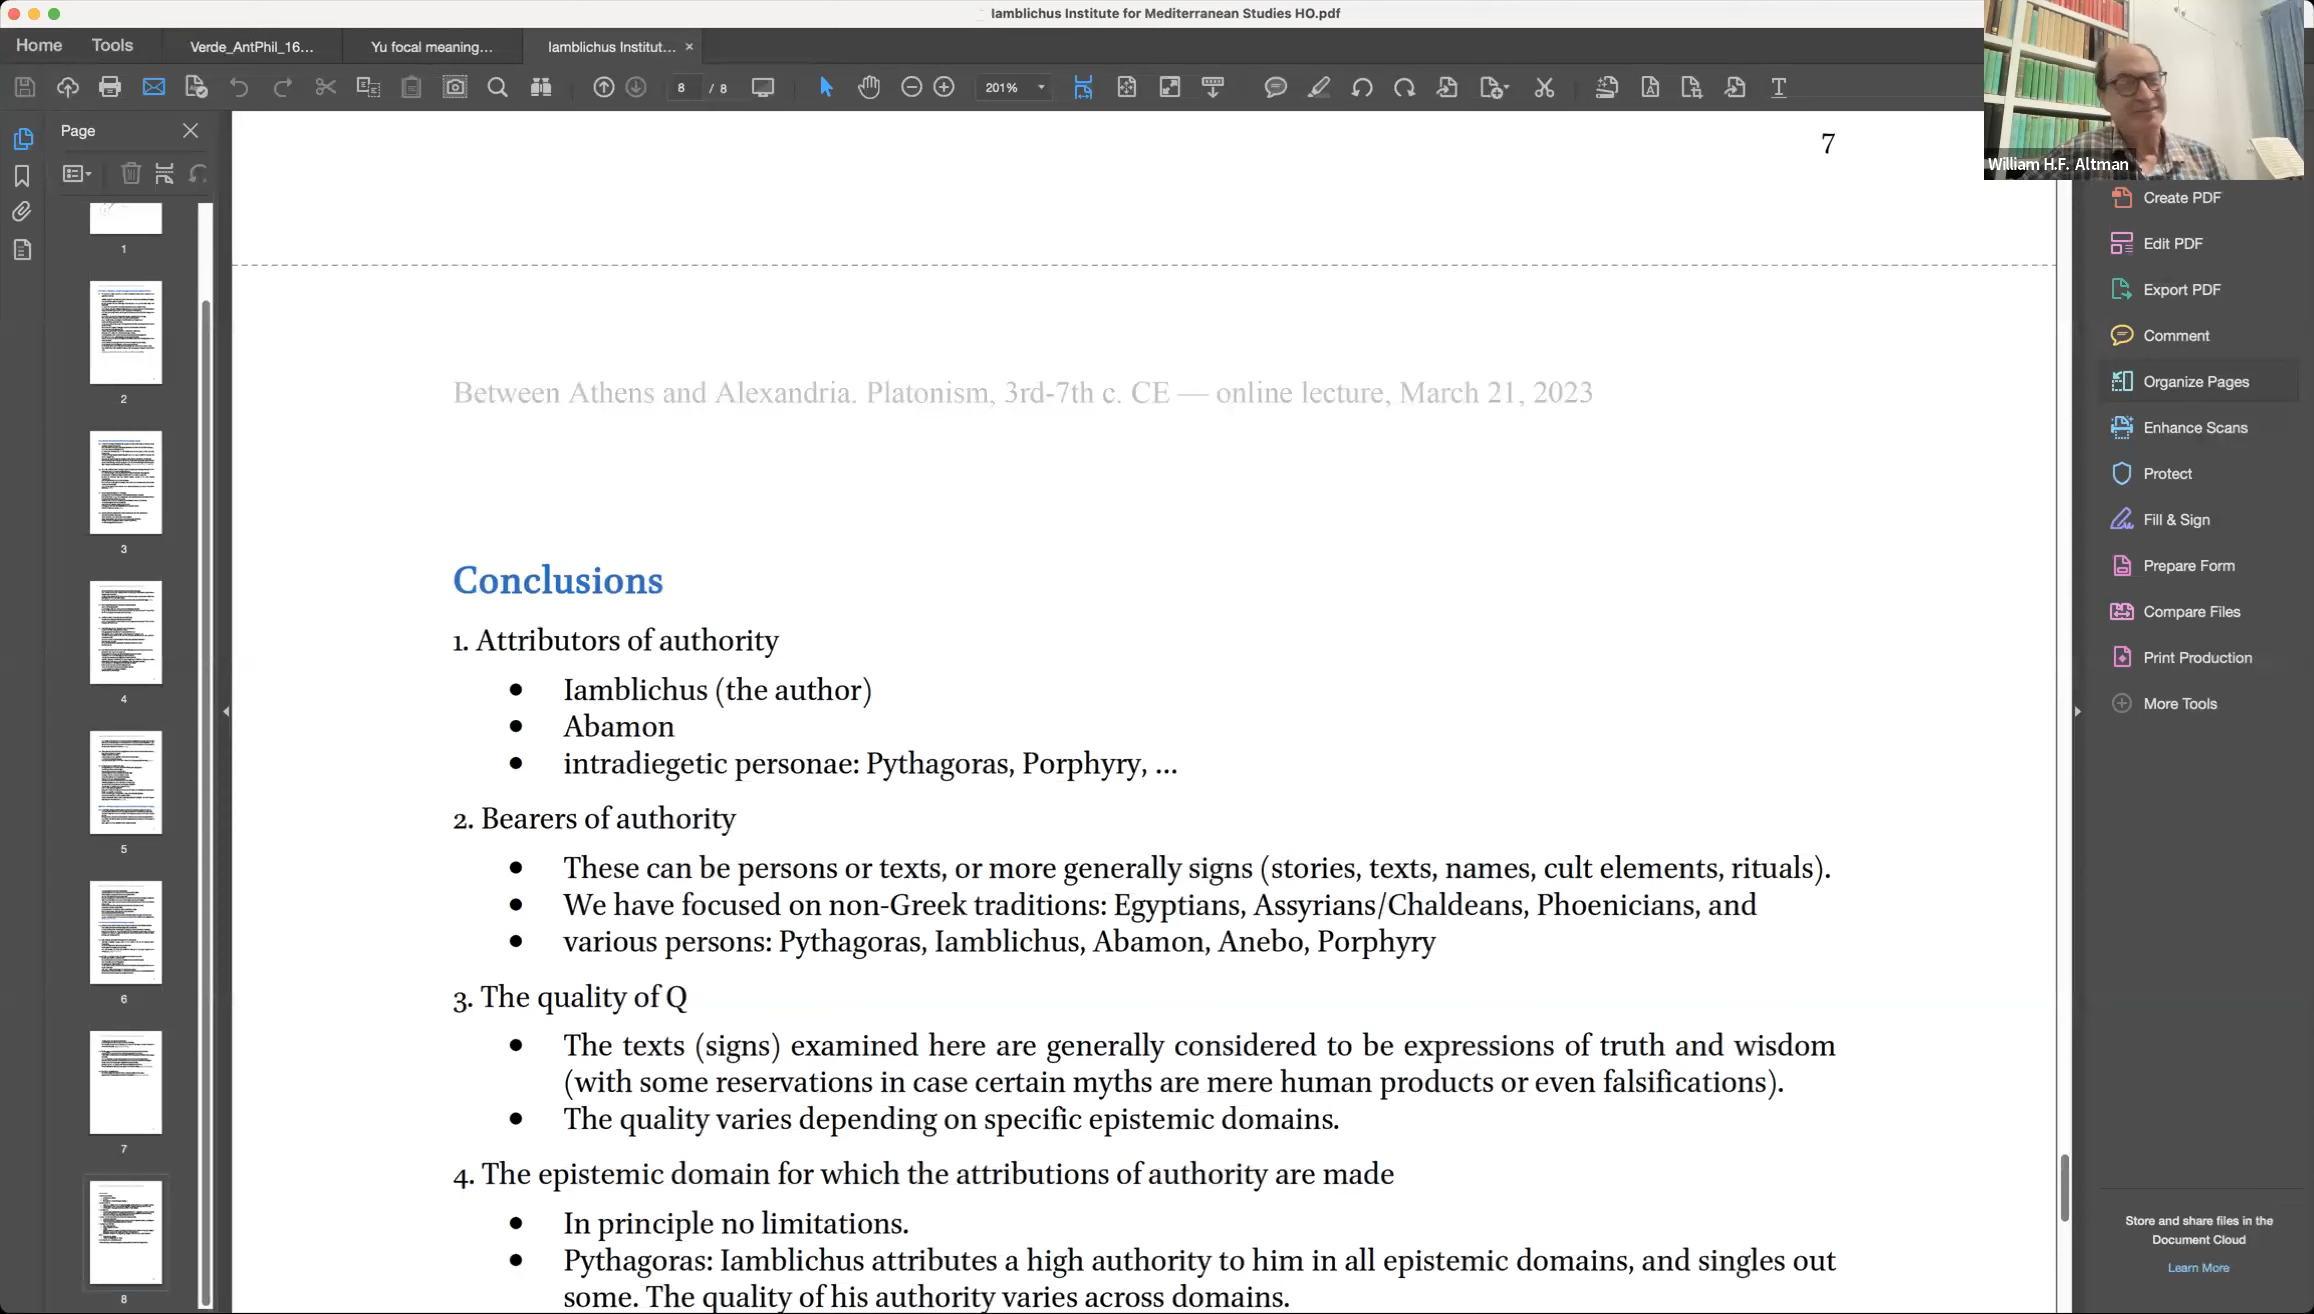 Iamblichus Institute for Mediterranean Studies HO.pdf
Home
Tools
Verde_AntPhil_16...
Yu focal meaning...
Iamblichus Institut...
8 / 8
201%
William H.F. Altman
Page
1
2
3
4
5
6
7
8
7
Between Athens and Alexandria. Platonism, 3rd-7th c. CE — online lecture, March 21, 2023
Conclusions
1. Attributors of authority
● Iamblichus (the author)
● Abamon
● intradiegetic personae: Pythagoras, Porphyry, ...
2. Bearers of authority
● These can be persons or texts, or more generally signs (stories, texts, names, cult elements, rituals).
● We have focused on non-Greek traditions: Egyptians, Assyrians/Chaldeans, Phoenicians, and
● various persons: Pythagoras, Iamblichus, Abamon, Anebo, Porphyry
3. The quality of Q
● The texts (signs) examined here are generally considered to be expressions of truth and wisdom
(with some reservations in case certain myths are mere human products or even falsifications).
● The quality varies depending on specific epistemic domains.
4. The epistemic domain for which the attributions of authority are made
● In principle no limitations.
● Pythagoras: Iamblichus attributes a high authority to him in all epistemic domains, and singles out
some. The quality of his authority varies across domains.
Create PDF
Edit PDF
Export PDF
Comment
Organize Pages
Enhance Scans
Protect
Fill & Sign
Prepare Form
Compare Files
Print Production
More Tools
Store and share files in the
Document Cloud
Learn More